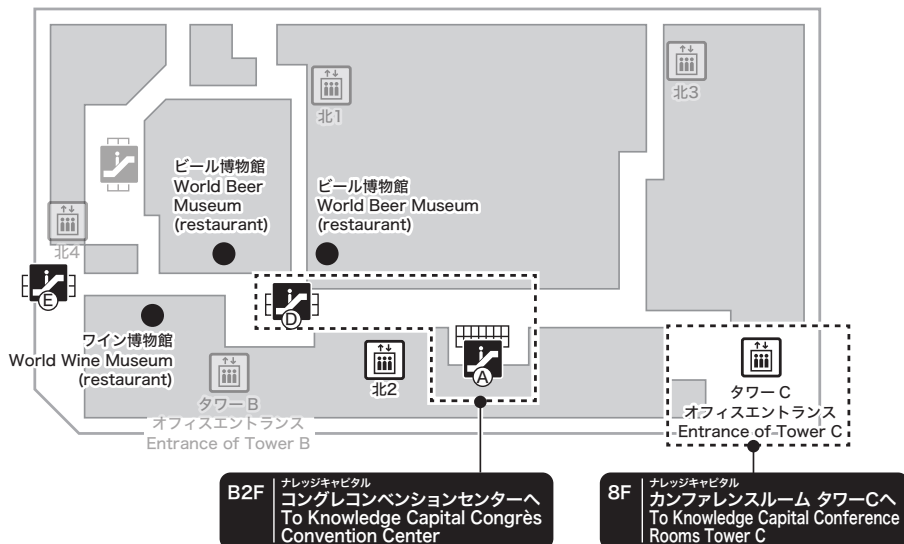 北1
北3
ビール博物館
World Beer
Museum
(restaurant)
ビール博物館
World Beer Museum
(restaurant)
北4
E
D
ワイン博物館
World Wine Museum
(restaurant)
タワー B
オフィスエントランス
Entrance of Tower B
北2
A
タワー C
オフィスエントランス
Entrance of Tower C
B2F
ナレッジキャピタル
コングレコンベンションセンターへ
To Knowledge Capital Congrès
Convention Center
8F
ナレッジキャピタル
カンファレンスルーム タワーCへ
To Knowledge Capital Conference
Rooms Tower C